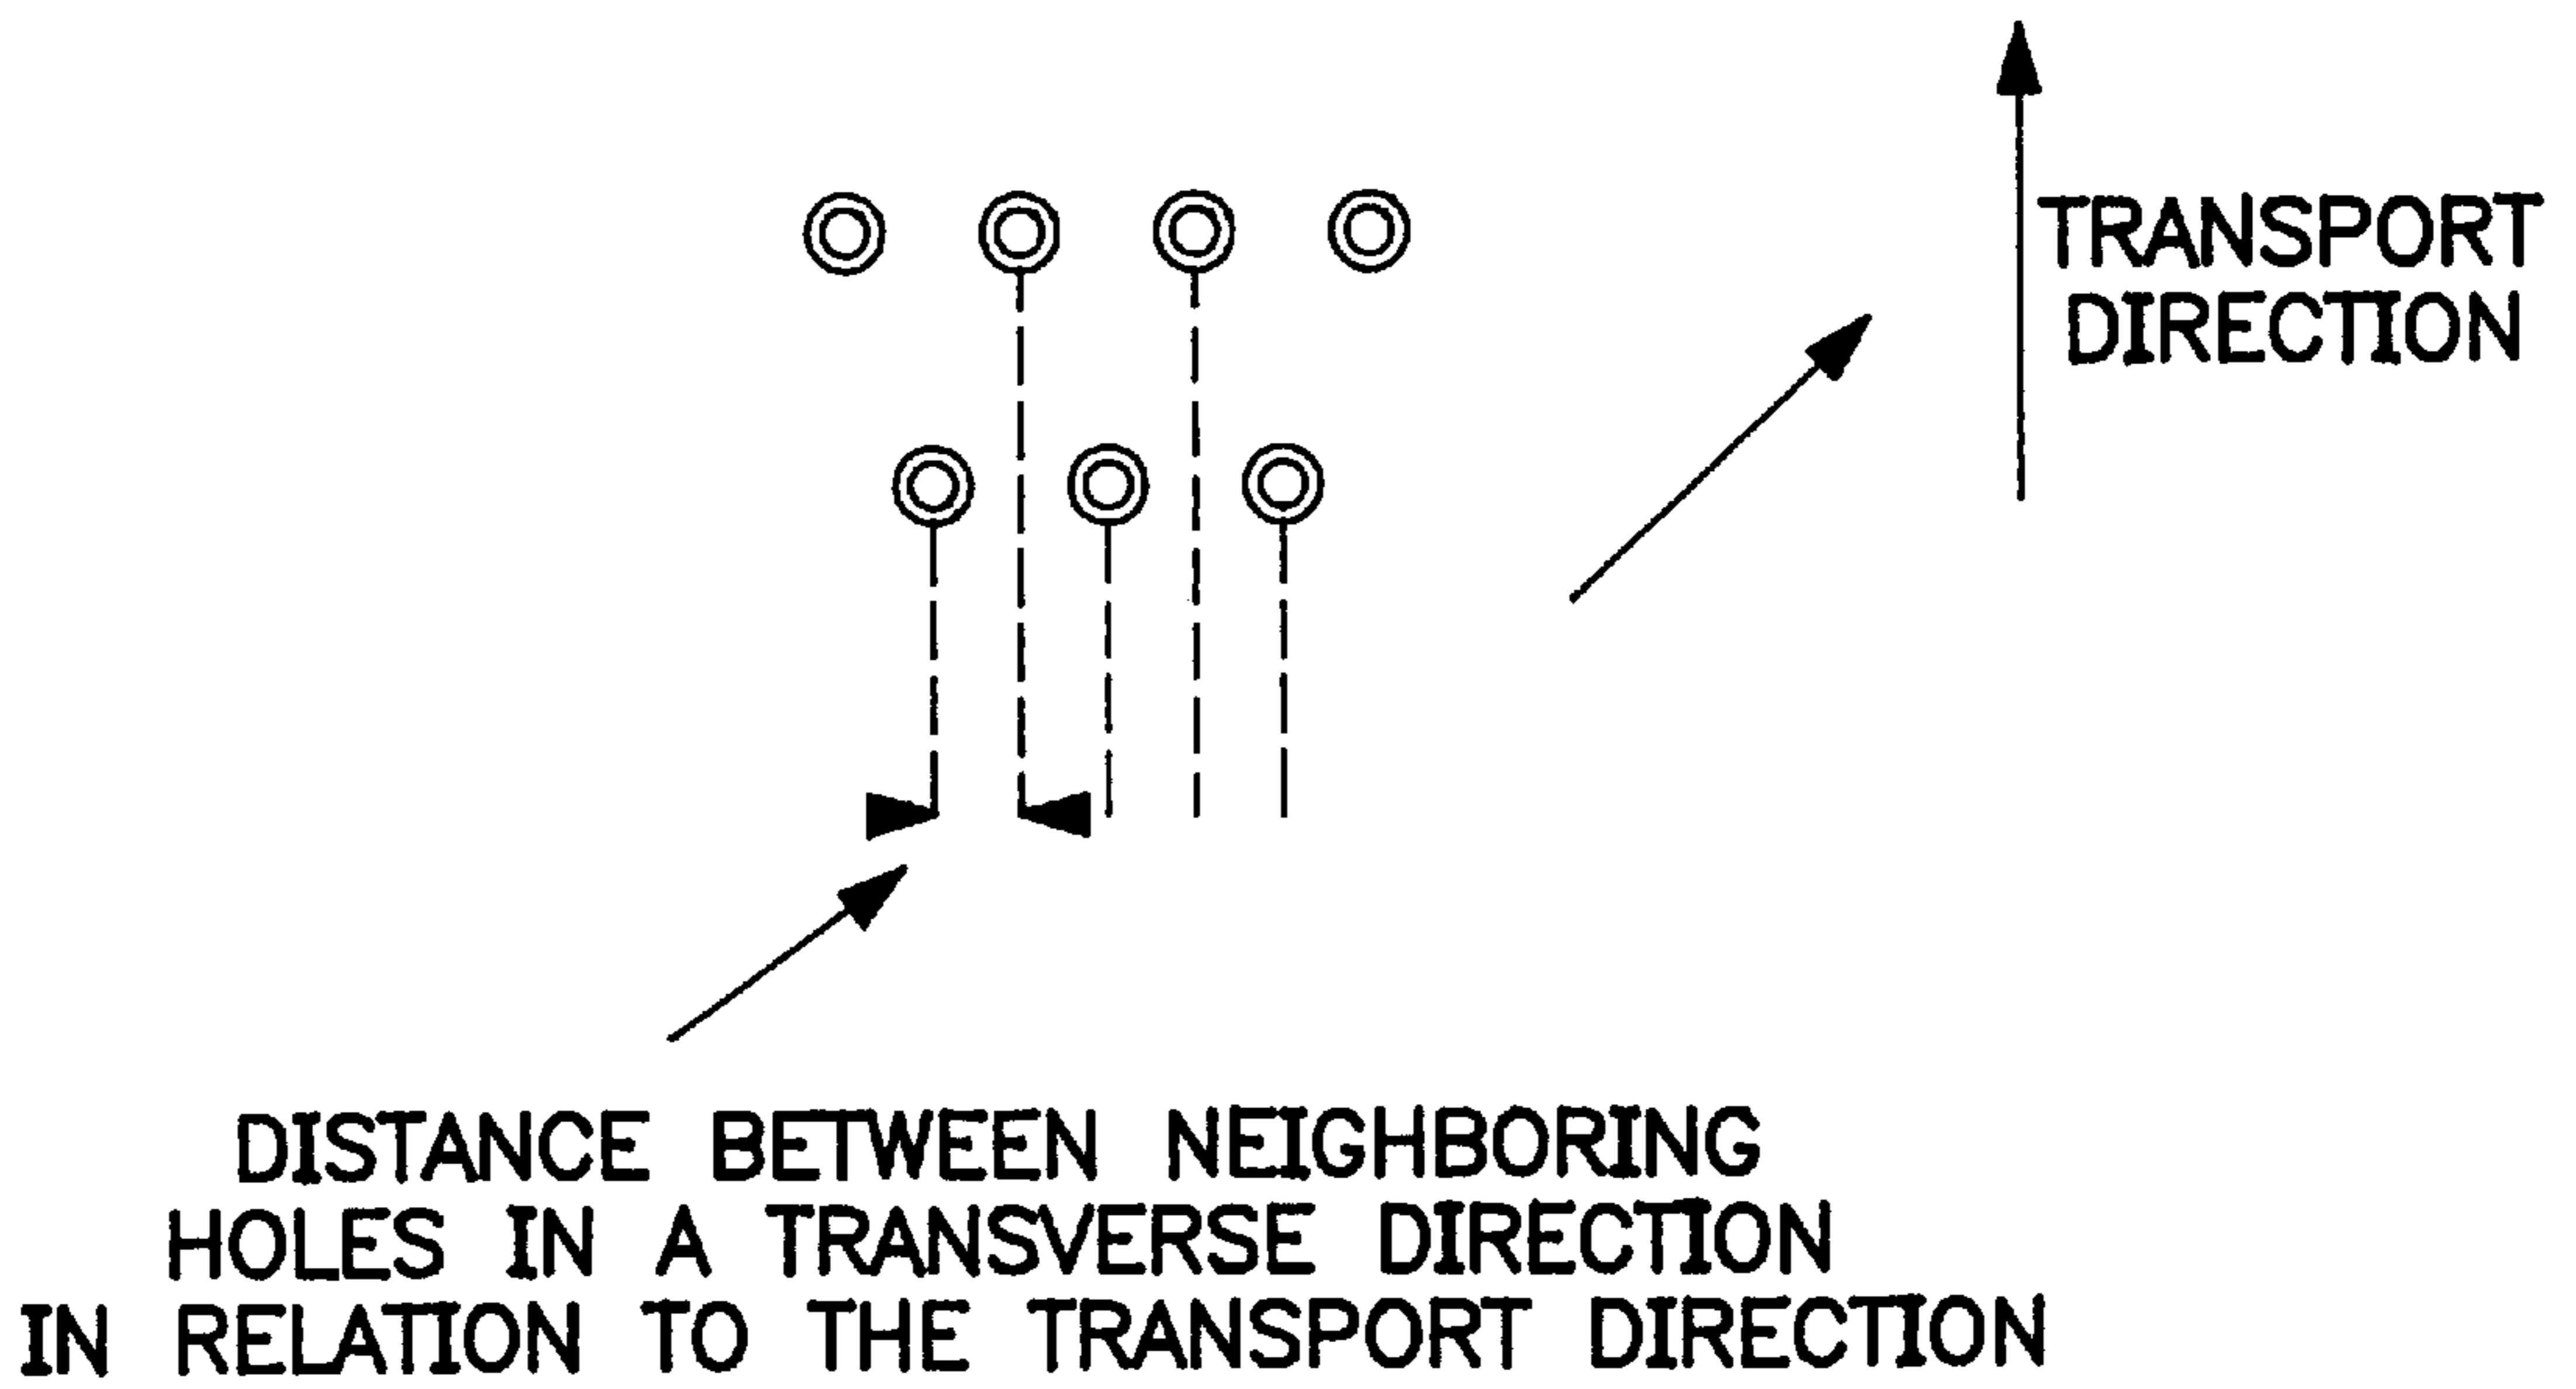 TRANSPORT
DIRECTION
DISTANCE BETWEEN NEIGHBORING
HOLES IN A TRANSVERSE DIRECTION
IN RELATION TO THE TRANSPORT DIRECTION